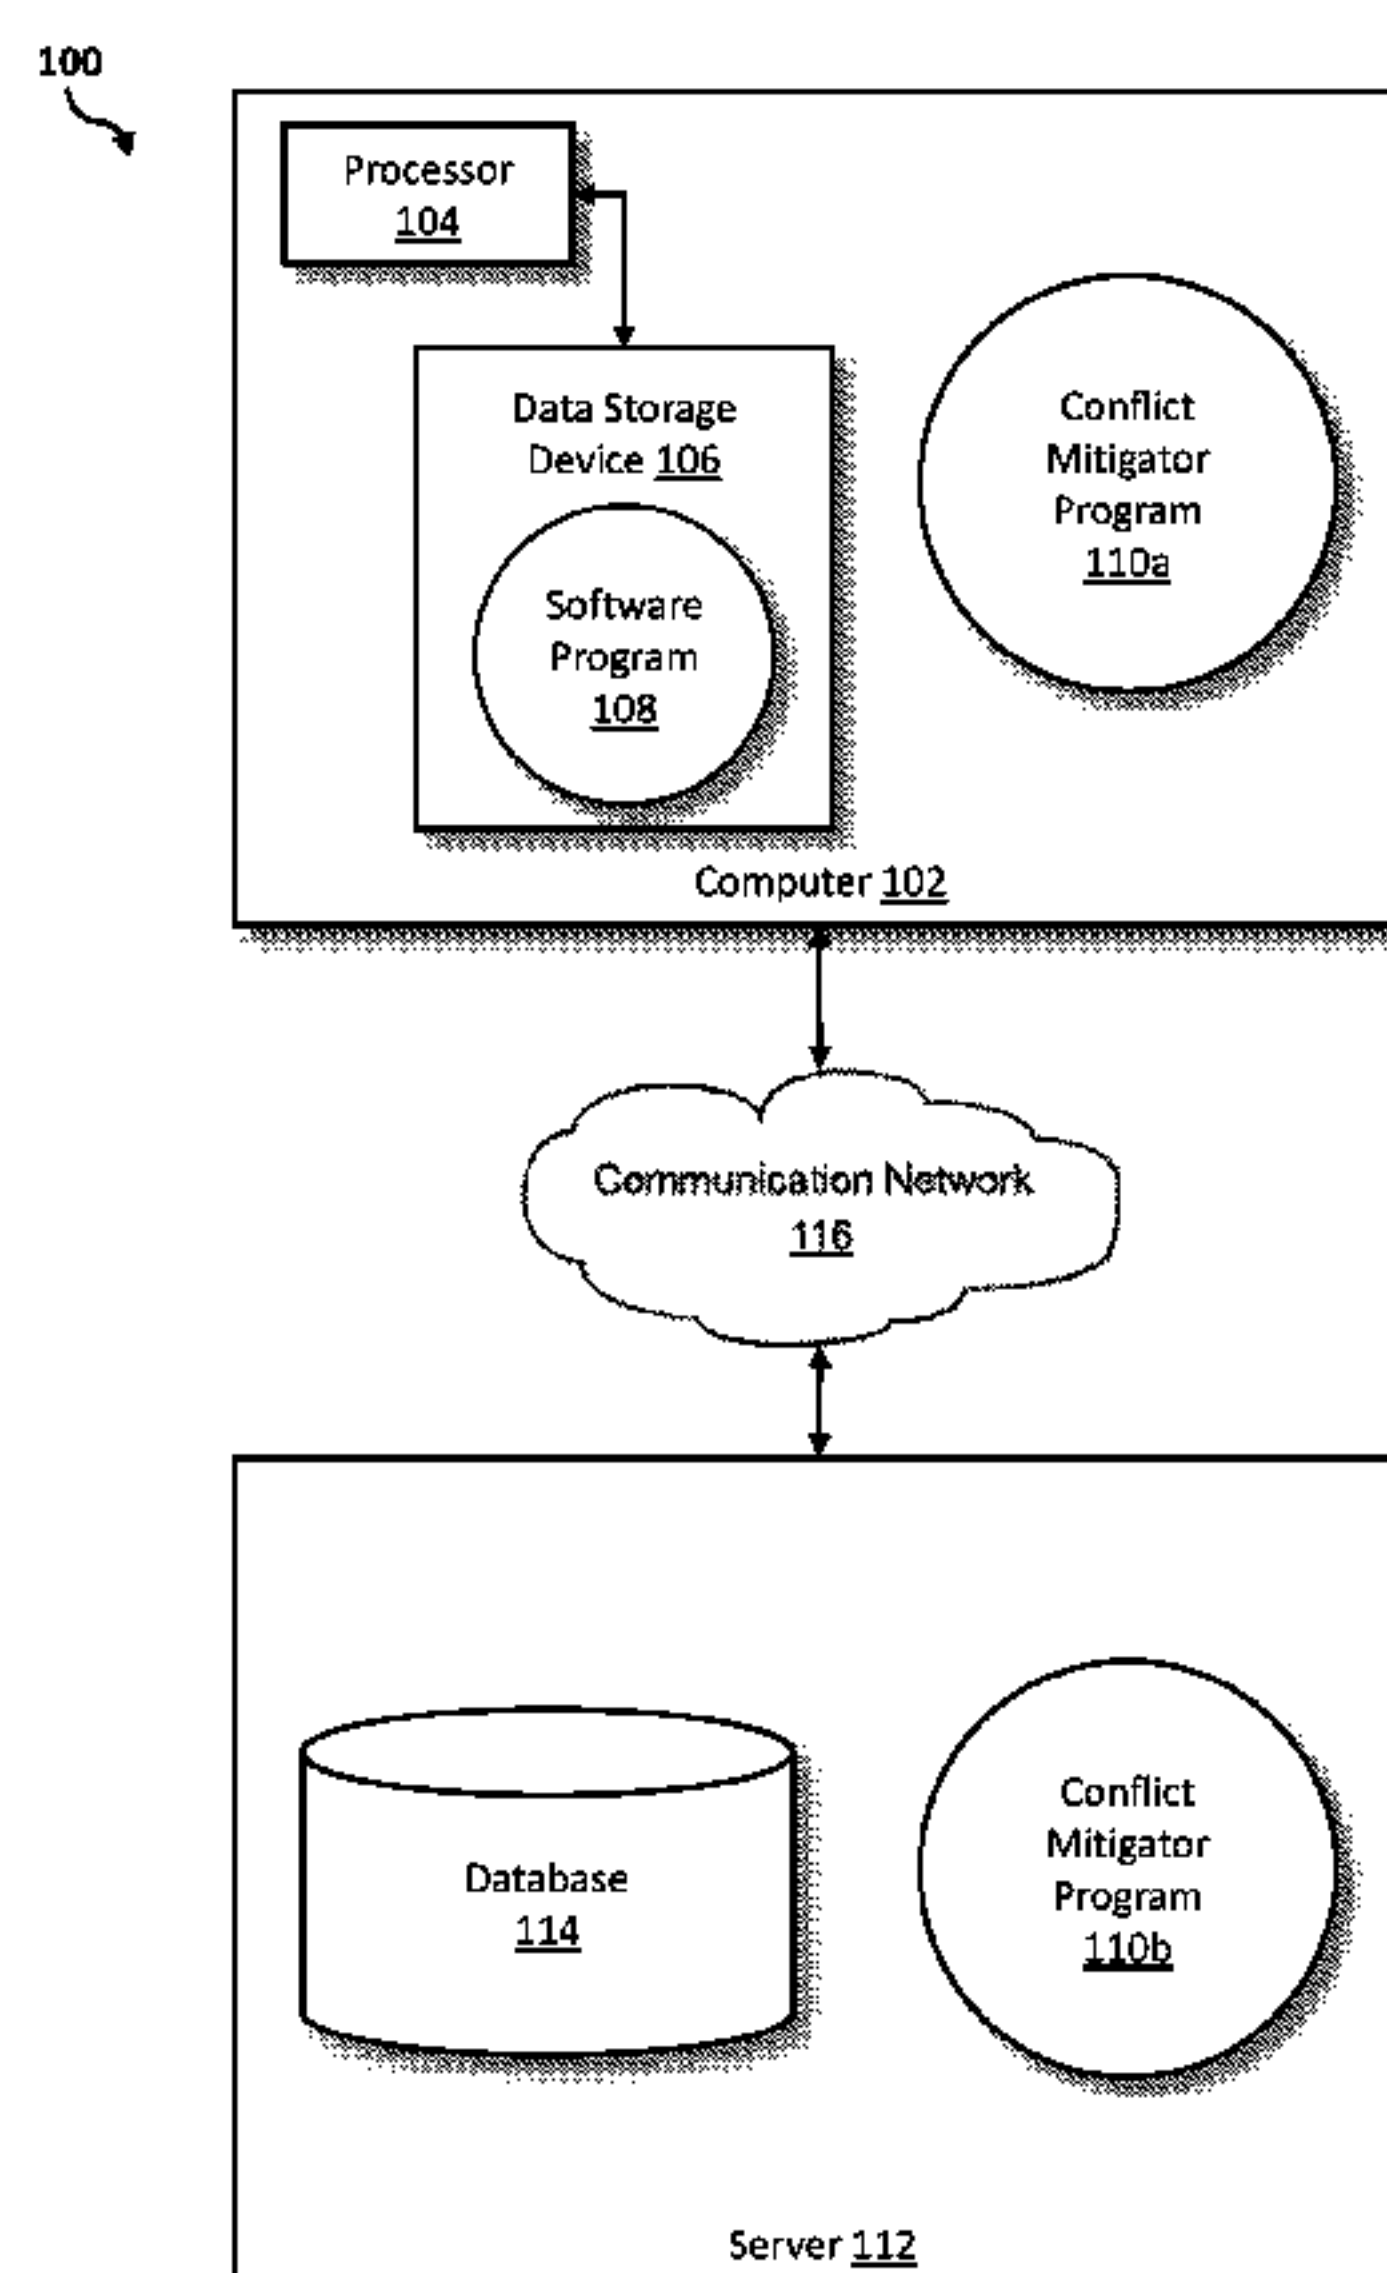 100
Processor
104
Data Storage
Device 106
Software
Program
108
Conflict
Mitigator
Program
110a
Computer 102
Communication Network
116
Database
114
Conflict
Mitigator
Program
110b
Server 112